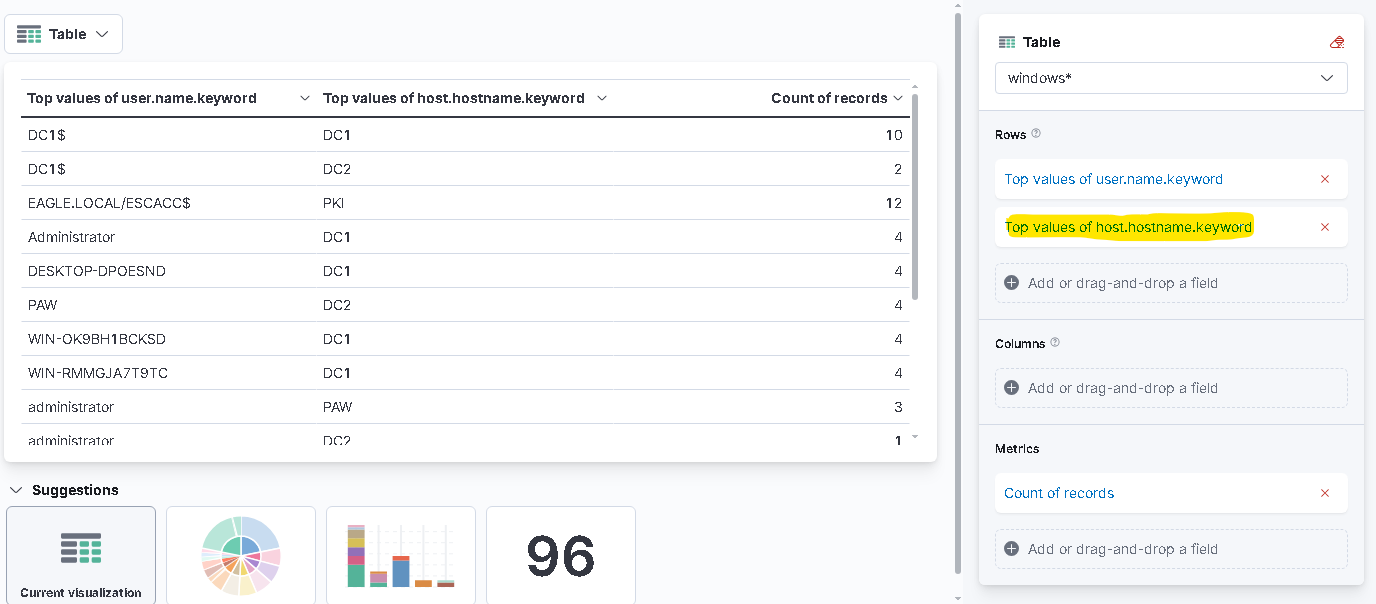 Table
Top values of user.name.keyword Top values of host.hostname.keyword Count of records
DC1$ DC1 10
DC1$ DC2 2
EAGLE.LOCAL/ESCACC$ PKI 12
Administrator DC1 4
DESKTOP-DPOESND DC1 4
PAW DC2 4
WIN-OK9BH1BCKSD DC1 4
WIN-RMMGJA7T9TC DC1 4
administrator PAW 3
administrator DC2 1
Suggestions
Current visualization
96
Table
windows*
Rows
Top values of user.name.keyword
Top values of host.hostname.keyword
Add or drag-and-drop a field
Columns
Add or drag-and-drop a field
Metrics
Count of records
Add or drag-and-drop a field